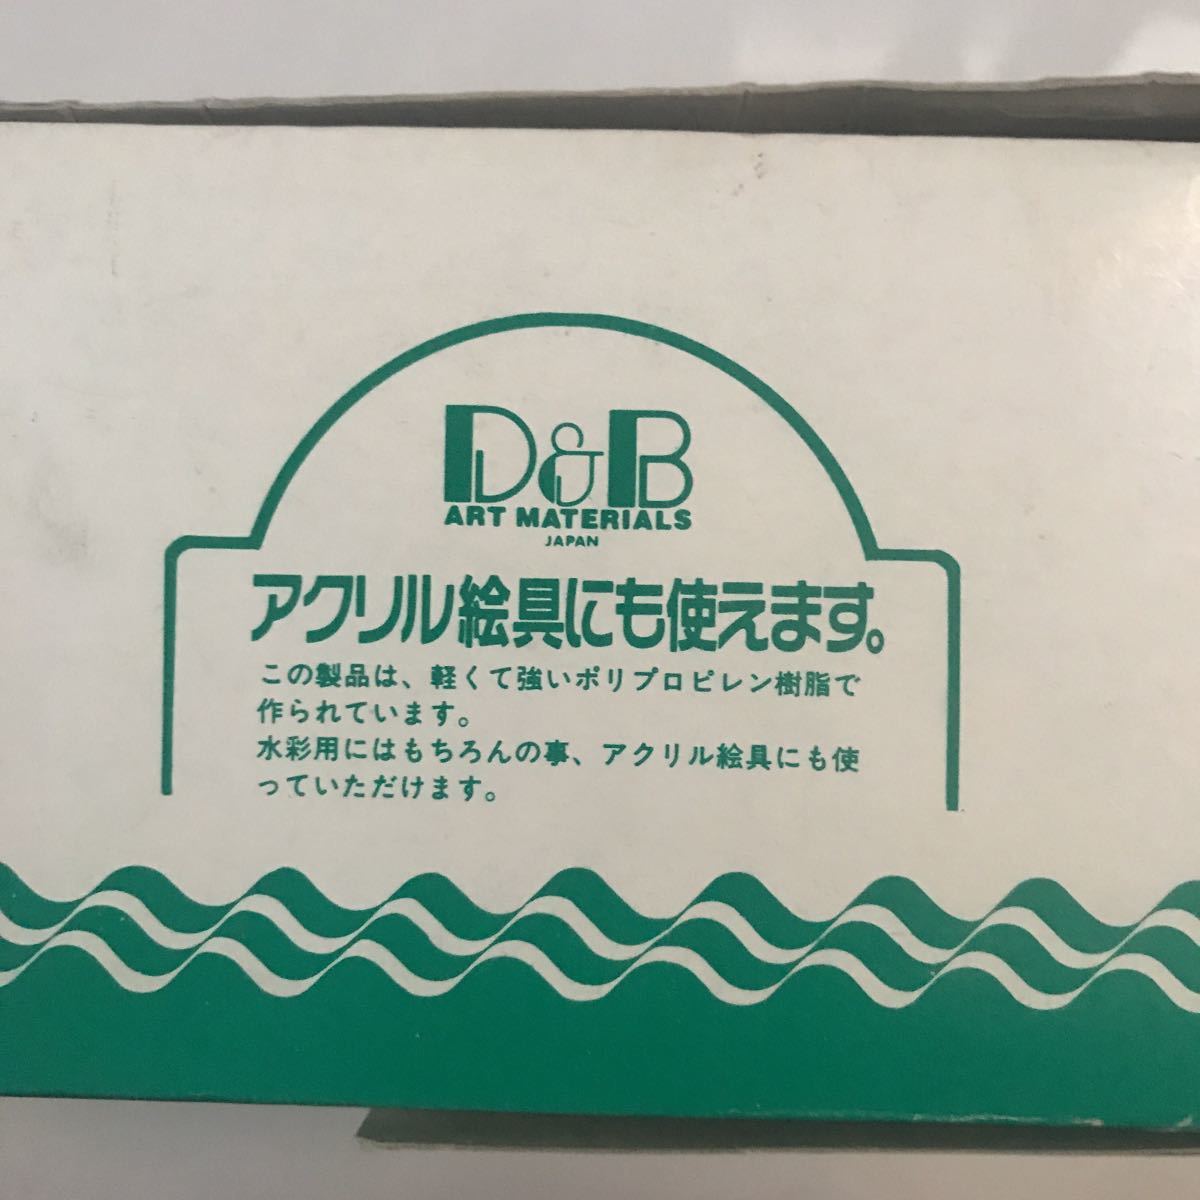 D&B
ART MATERIALS
JAPAN
アクリル絵具にも使えます。
この製品は、軽くて強いポリプロピレン樹脂で
作られています。
水彩用にはもちろんの事、アクリル絵具にも使
っていただけます。